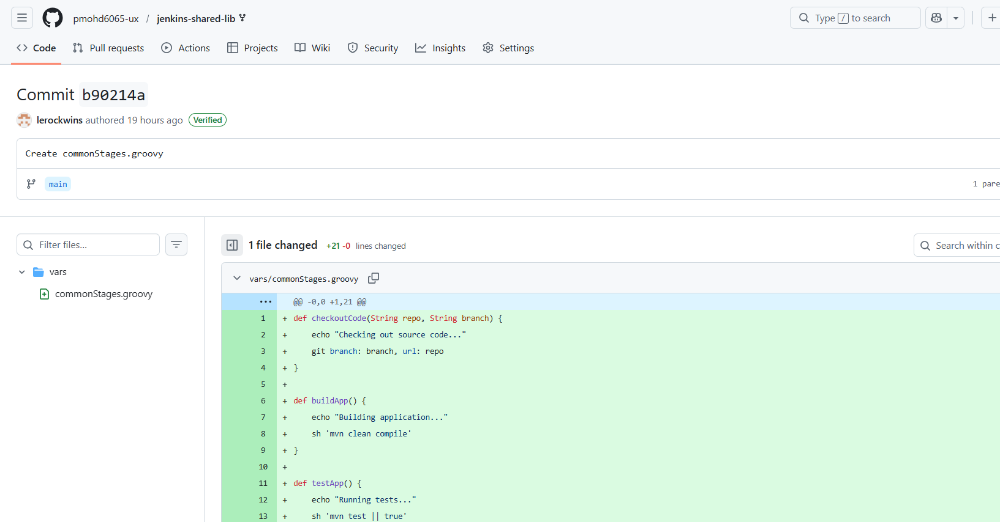 pmohd6065-ux / jenkins-shared-lib
Type / to search
Code Pull requests Actions Projects Wiki Security Insights Settings
Commit b90214a
lerockwins authored 19 hours ago Verified
Create commonStages.groovy
main
1 pare
Filter files...
vars
commonStages.groovy
1 file changed +21 -0 lines changed
Search within c
vars/commonStages.groovy
@@ -0,0 +1,21 @@
1 + def checkoutCode(String repo, String branch) {
2 +     echo "Checking out source code..."
3 +     git branch: branch, url: repo
4 + }
5 +
6 + def buildApp() {
7 +     echo "Building application..."
8 +     sh 'mvn clean compile'
9 + }
10 +
11 + def testApp() {
12 +     echo "Running tests..."
13 +     sh 'mvn test || true'